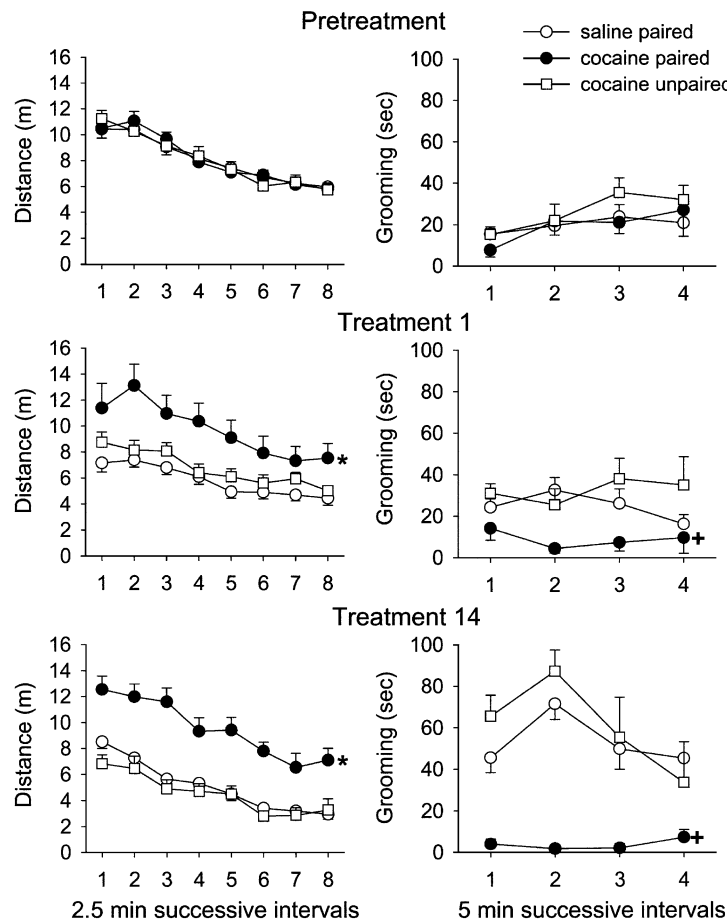 Pretreatment
saline paired
cocaine paired
cocaine unpaired
Distance (m)
16
14
12
10
8
6
4
2
0
1 2 3 4 5 6 7 8
Grooming (sec)
100
80
60
40
20
0
1 2 3 4
Treatment 1
Distance (m)
16
14
12
10
8
6
4
2
0
*
1 2 3 4 5 6 7 8
Grooming (sec)
100
80
60
40
20
0
+
1 2 3 4
Treatment 14
Distance (m)
16
14
12
10
8
6
4
2
0
*
1 2 3 4 5 6 7 8
2.5 min successive intervals
Grooming (sec)
100
80
60
40
20
0
+
1 2 3 4
5 min successive intervals